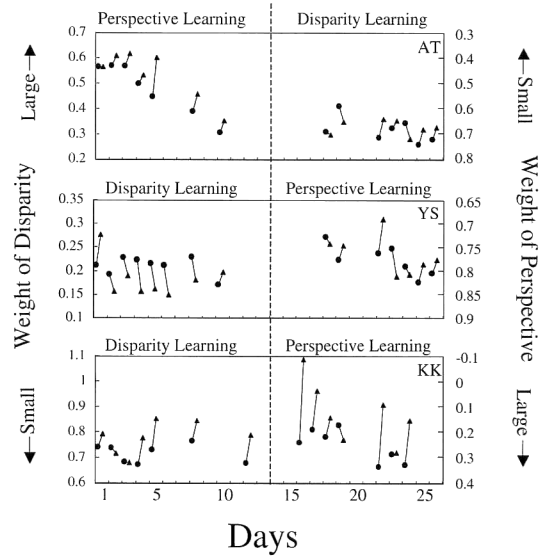 Perspective Learning Disparity Learning
0.7 0.3
AT
0.6 0.4
0.5 0.5
0.4 0.6
0.3 0.7
0.2 0.8
Disparity Learning Perspective Learning
0.35 0.65
YS
0.3 0.7
0.25 0.75
0.2 0.8
0.15 0.85
0.1 0.9
Disparity Learning Perspective Learning
1.1 -0.1
KK
1 0
0.9 0.1
0.8 0.2
0.7 0.3
0.6 0.4
1 5 10 15 20 25
Days
Small Weight of Disparity Large
Small Weight of Perspective Large